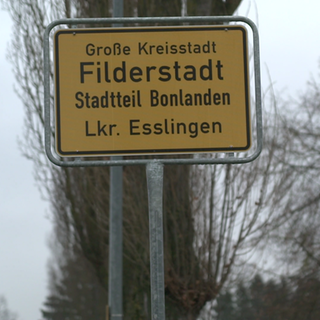 Große Kreisstadt
Filderstadt
Stadtteil Bonlanden
Lkr. Esslingen